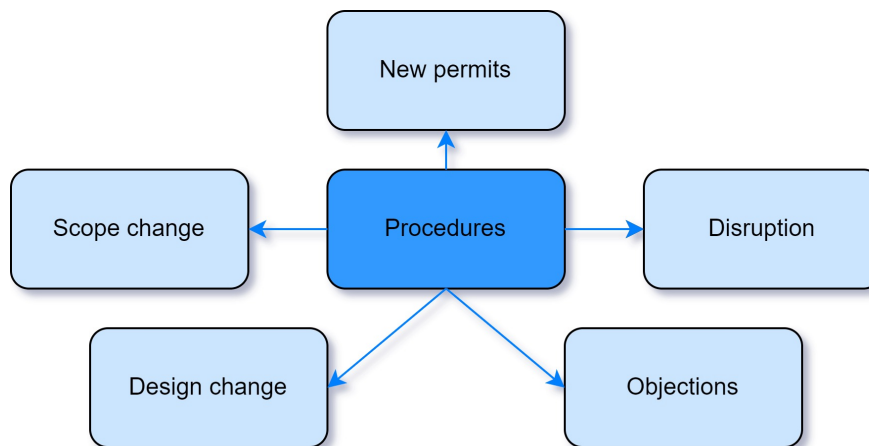 New permits
Scope change
Procedures
Disruption
Design change
Objections